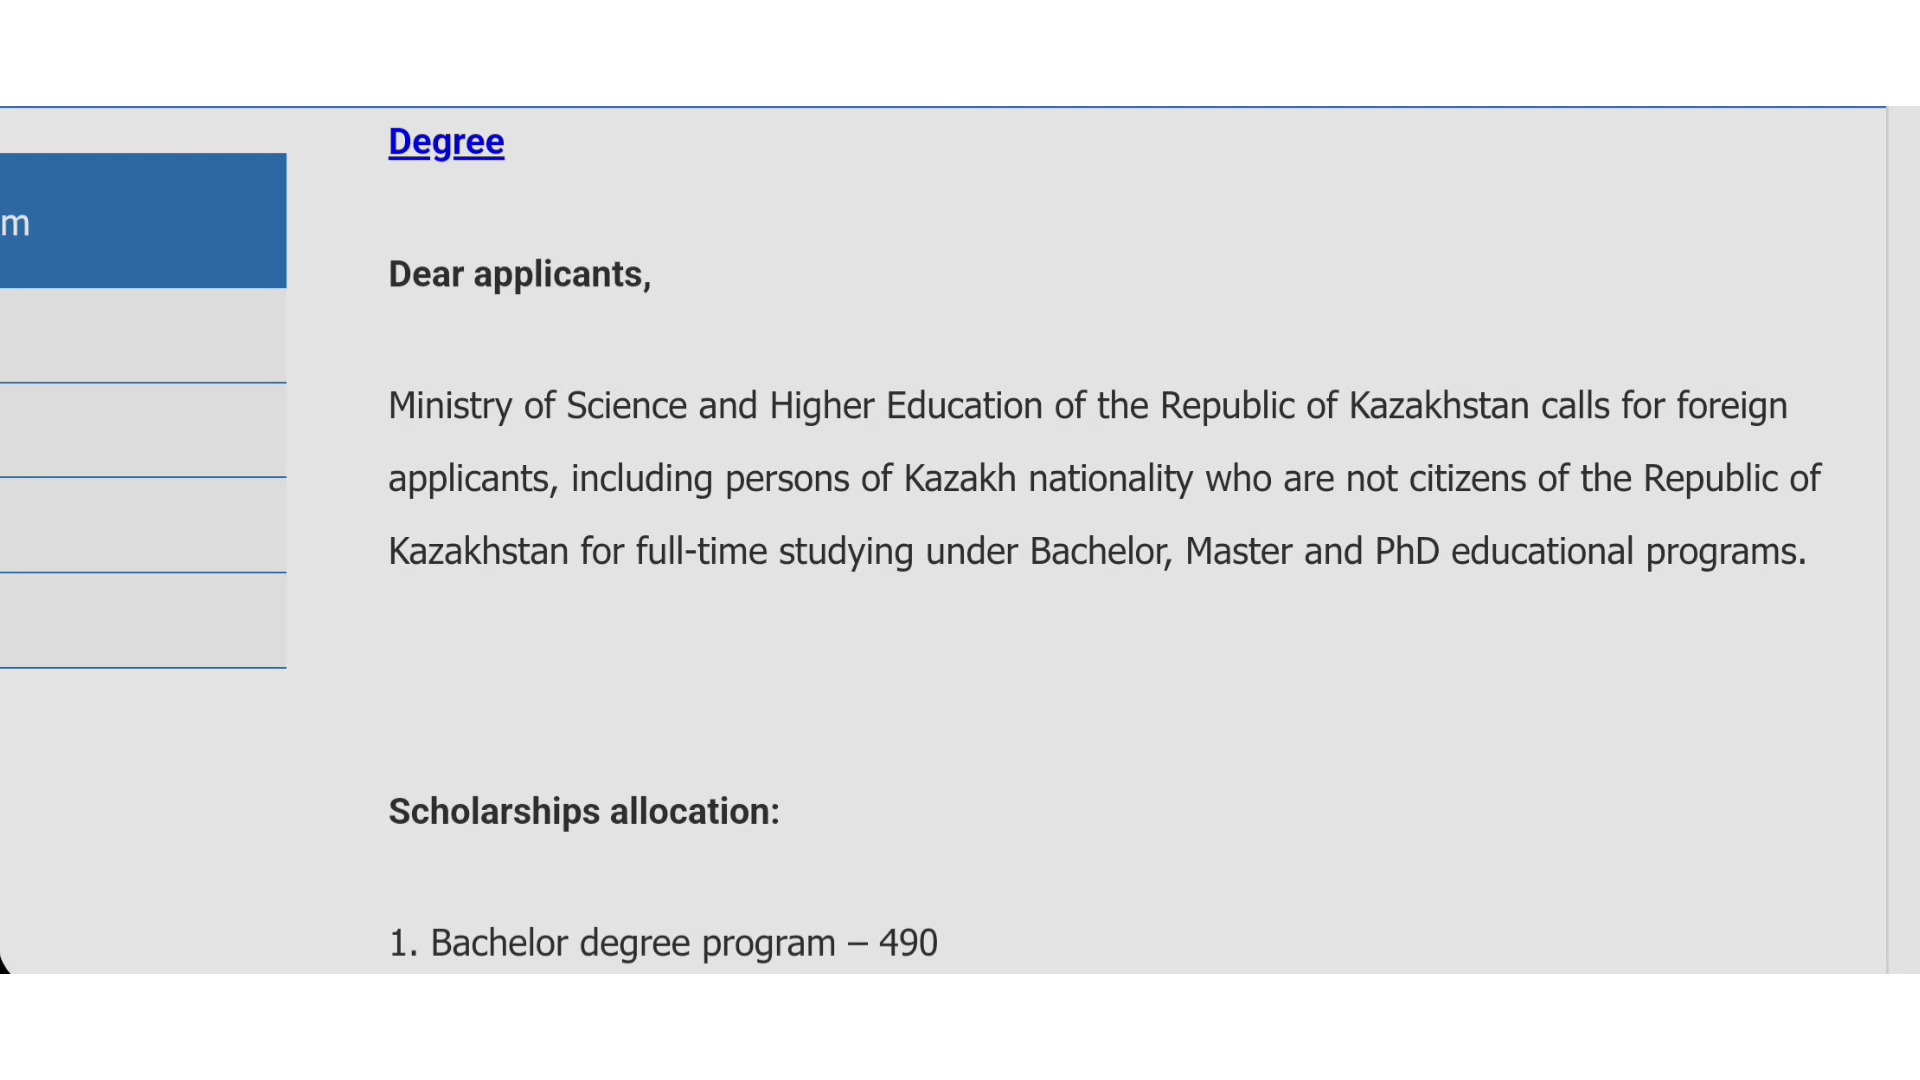 Degree
m
Dear applicants,
Ministry of Science and Higher Education of the Republic of Kazakhstan calls for foreign
applicants, including persons of Kazakh nationality who are not citizens of the Republic of
Kazakhstan for full-time studying under Bachelor, Master and PhD educational programs.
Scholarships allocation:
1. Bachelor degree program – 490